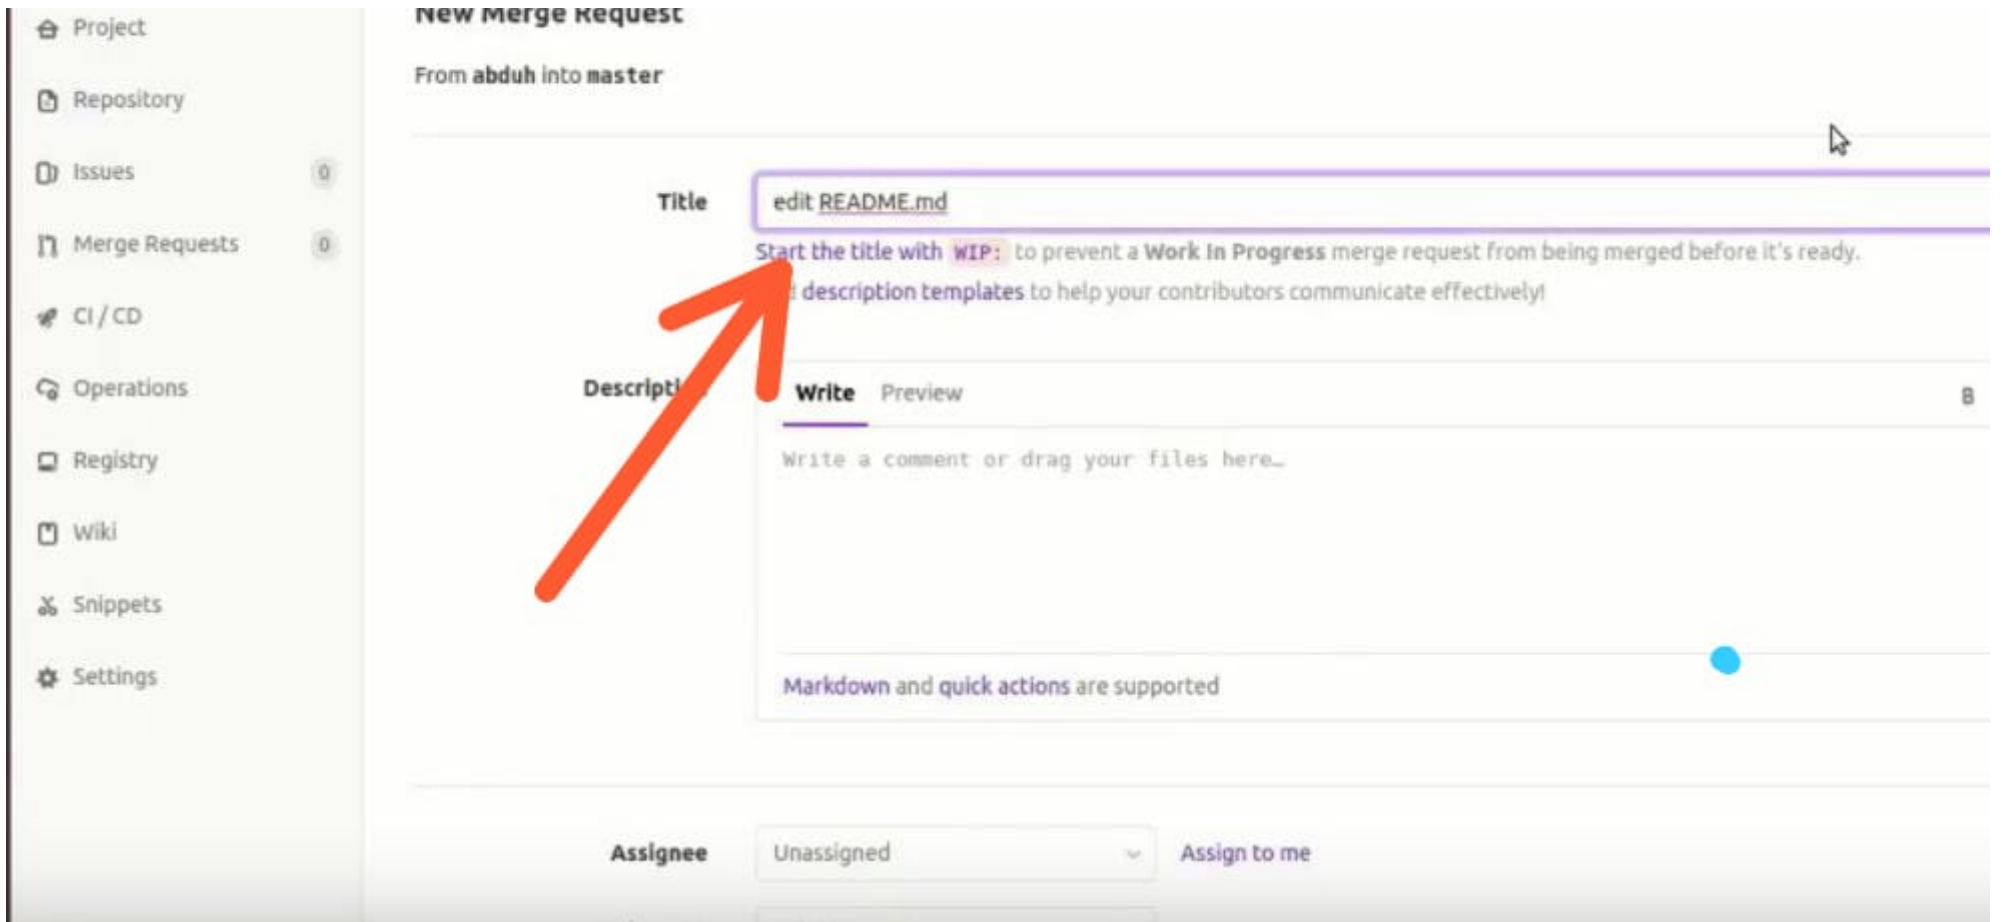 New Merge Request
From abduh into master
Project
Repository
Issues 0
Merge Requests 0
CI / CD
Operations
Registry
Wiki
Snippets
Settings
Title edit README.md
Start the title with WIP: to prevent a Work In Progress merge request from being merged before it's ready.
description templates to help your contributors communicate effectively!
Write Preview B
Write a comment or drag your files here…
Markdown and quick actions are supported
Assignee Unassigned Assign to me